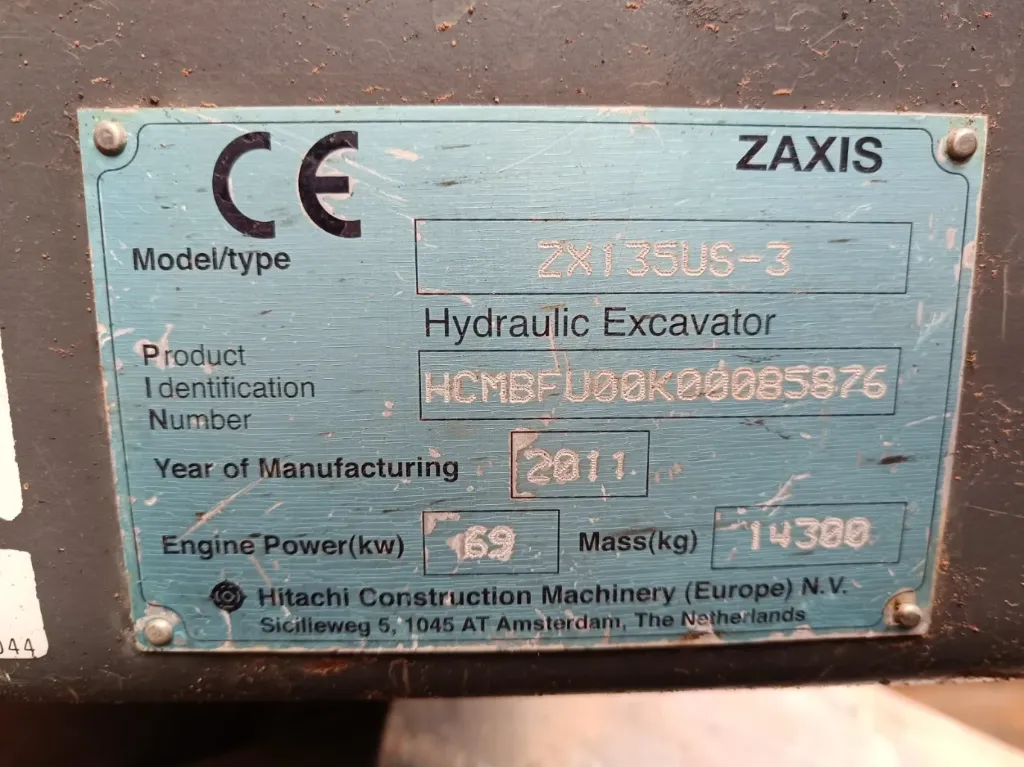 CE ZAXIS
Model/type ZX135US-3
Hydraulic Excavator
Product
Identification HCMBFU00K00085876
Number
Year of Manufacturing 2011
Engine Power(kw) 69 Mass(kg) 14300
Hitachi Construction Machinery (Europe) N.V.
Sicilieweg 5, 1045 AT Amsterdam, The Netherlands
044